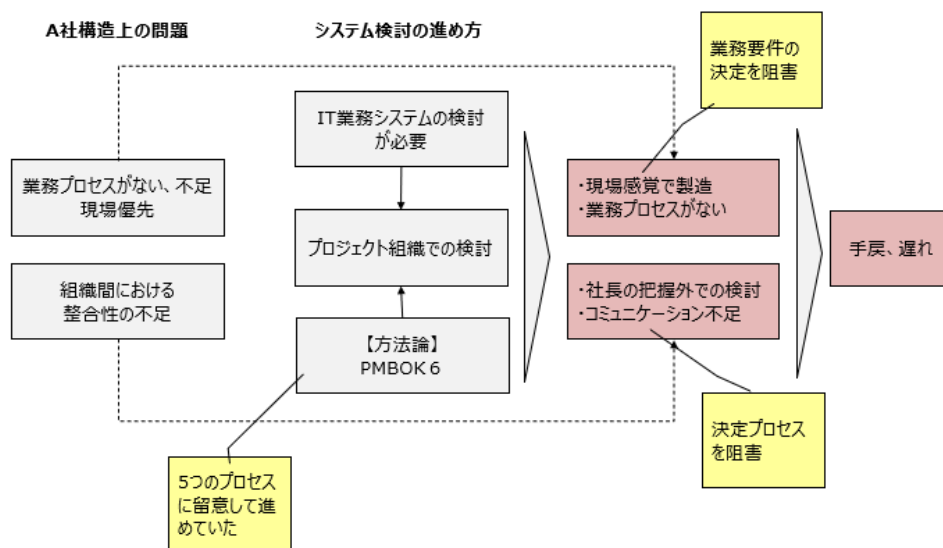 A社構造上の問題
システム検討の進め方
業務要件の
決定を阻害
IT業務システムの検討
が必要
業務プロセスがない、不足
現場優先
・現場感覚で製造
・業務プロセスがない
プロジェクト組織での検討
手戻、遅れ
組織間における
整合性の不足
・社長の把握外での検討
・コミュニケーション不足
【方法論】
PMBOK６
決定プロセス
を阻害
5つのプロセス
に留意して進
めていた